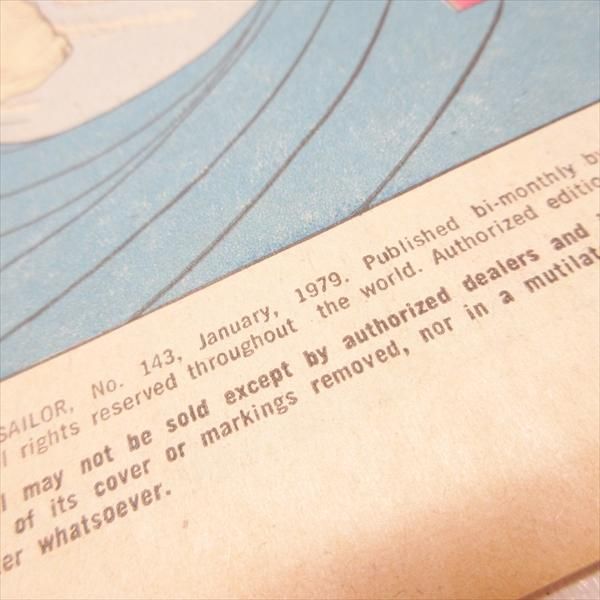 SAILOR, No. 143, January, 1979. Published bi-monthly by
rights reserved throughout the world. Authorized editio
may not be sold except by authorized dealers and
of its cover or markings removed, nor in a mutilat
er whatsoever.